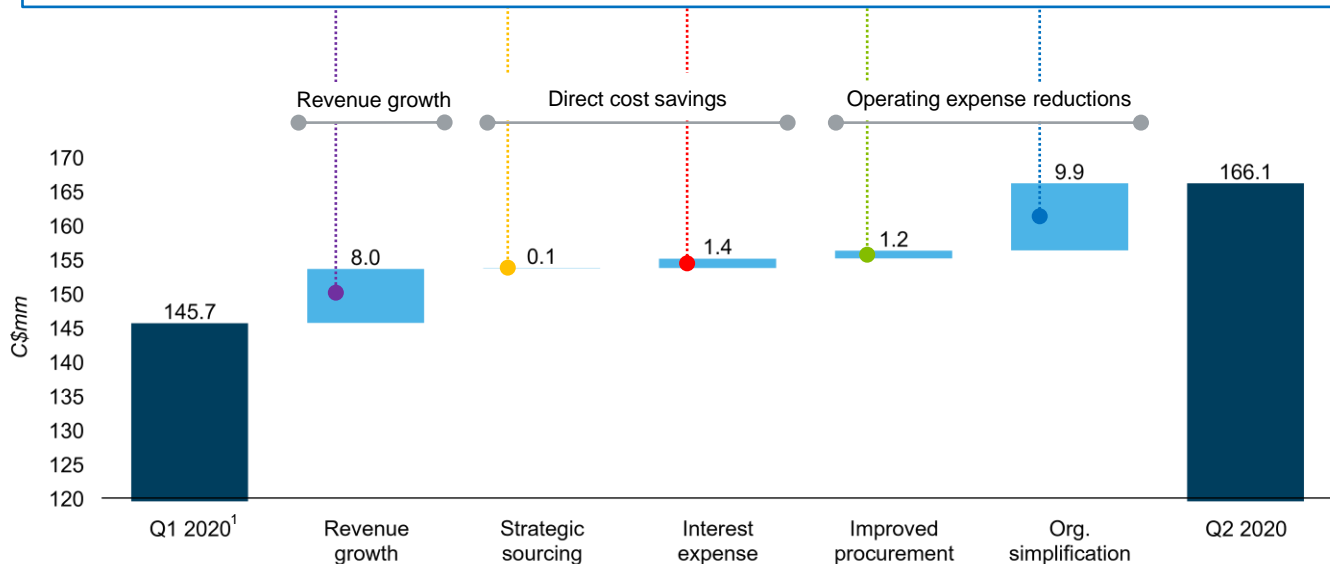 Revenue growth Direct cost savings Operating expense reductions
C$mm
170
165
160
155
150
145
140
135
130
125
120
145.7
8.0
0.1
1.4
1.2
9.9
166.1
Q1 2020¹
Revenue
growth
Strategic
sourcing
Interest
expense
Improved
procurement
Org.
simplification
Q2 2020